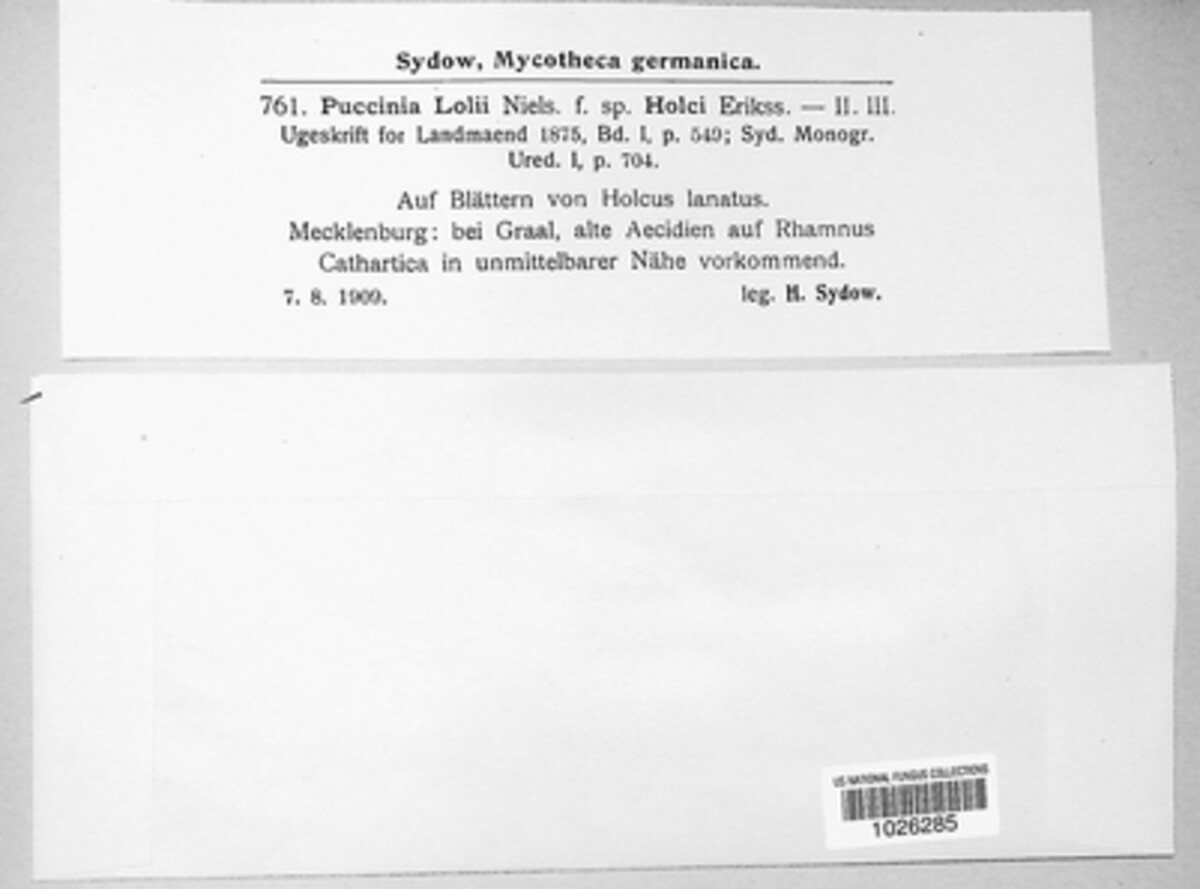 Sydow, Mycotheca germanica.
761. Puccinia Lolii Niels. f. sp. Holci Erikss. — II. III.
Ugeskrift for Landmaend 1875, Bd. I, p. 549; Syd. Monogr.
Ured. I, p. 704.
Auf Blättern von Holcus lanatus.
Mecklenburg: bei Graal, alte Aecidien auf Rhamnus
Cathartica in unmittelbarer Nähe vorkommend.
7. 8. 1909. leg. H. Sydow.
US NATIONAL FUNGUS COLLECTIONS
1026285